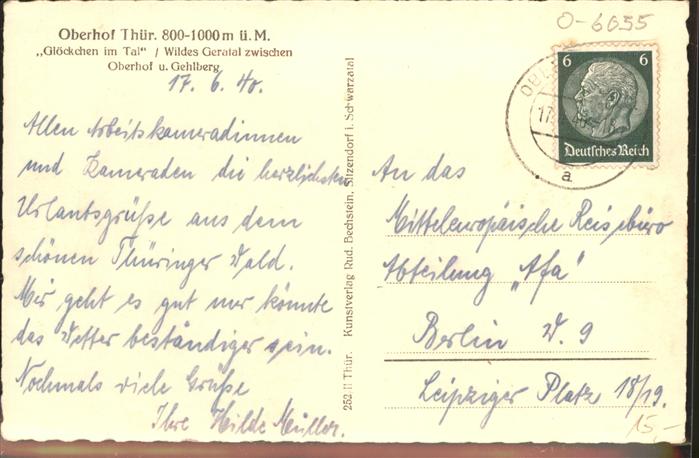 Oberhof Thür. 800-1000 m ü. M.
„Glöckchen im Tal" / Wildes Geratal zwischen
Oberhof u. Gehlberg
17. 6. 40.
Allen Arbeitskameradinnen
und Kameraden die herzlichsten
Urlaubsgrüße aus dem
schönen Thüringer Wald.
Mir geht es gut nur könnte
das Wetter beständiger sein.
Nochmals viele Grüße
Ihre Hilde Müller.
252 II Thür. Kunstverlag Rud. Bechstein, Sitzendorf i. Schwarzatal
O-6055
6 6
Deutsches Reich
17.
a
An das
Mitteleuropäische Reisebüro
Abteilung „Afa"
Berlin W. 9
Leipziger Platz 18/19.
15,-